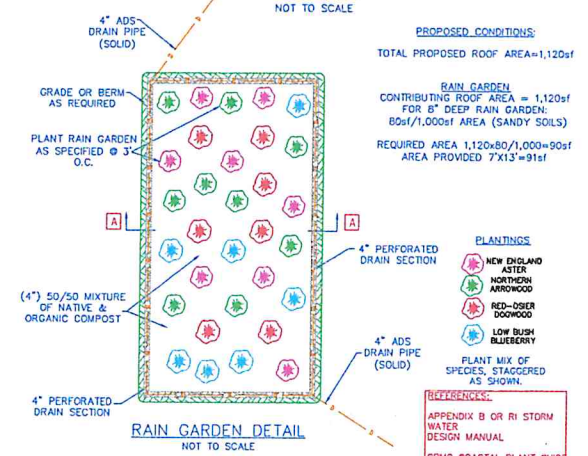 NOT TO SCALE
4" ADS
DRAIN PIPE
(SOLID)
GRADE OR BERM
AS REQUIRED
PLANT RAIN GARDEN
AS SPECIFIED @ 3'
O.C.
A
A
4" PERFORATED
DRAIN SECTION
(4") 50/50 MIXTURE
OF NATIVE &
ORGANIC COMPOST
4" ADS
DRAIN PIPE
(SOLID)
4" PERFORATED
DRAIN SECTION
RAIN GARDEN DETAIL
NOT TO SCALE
PROPOSED CONDITIONS:
TOTAL PROPOSED ROOF AREA=1,120sf
RAIN GARDEN
CONTRIBUTING ROOF AREA = 1,120sf
FOR 8" DEEP RAIN GARDEN:
80sf/1,000sf AREA (SANDY SOILS)
REQUIRED AREA 1,120x80/1,000=90sf
AREA PROVIDED 7'X13'=91sf
PLANTINGS
NEW ENGLAND
ASTER
NORTHERN
ARROWOOD
RED-OSIER
DOGWOOD
LOW BUSH
BLUEBERRY
PLANT MIX OF
SPECIES, STAGGERED
AS SHOWN.
REFERENCES:
APPENDIX B OR RI STORM
WATER
DESIGN MANUAL
COASTAL PLANT GUIDE